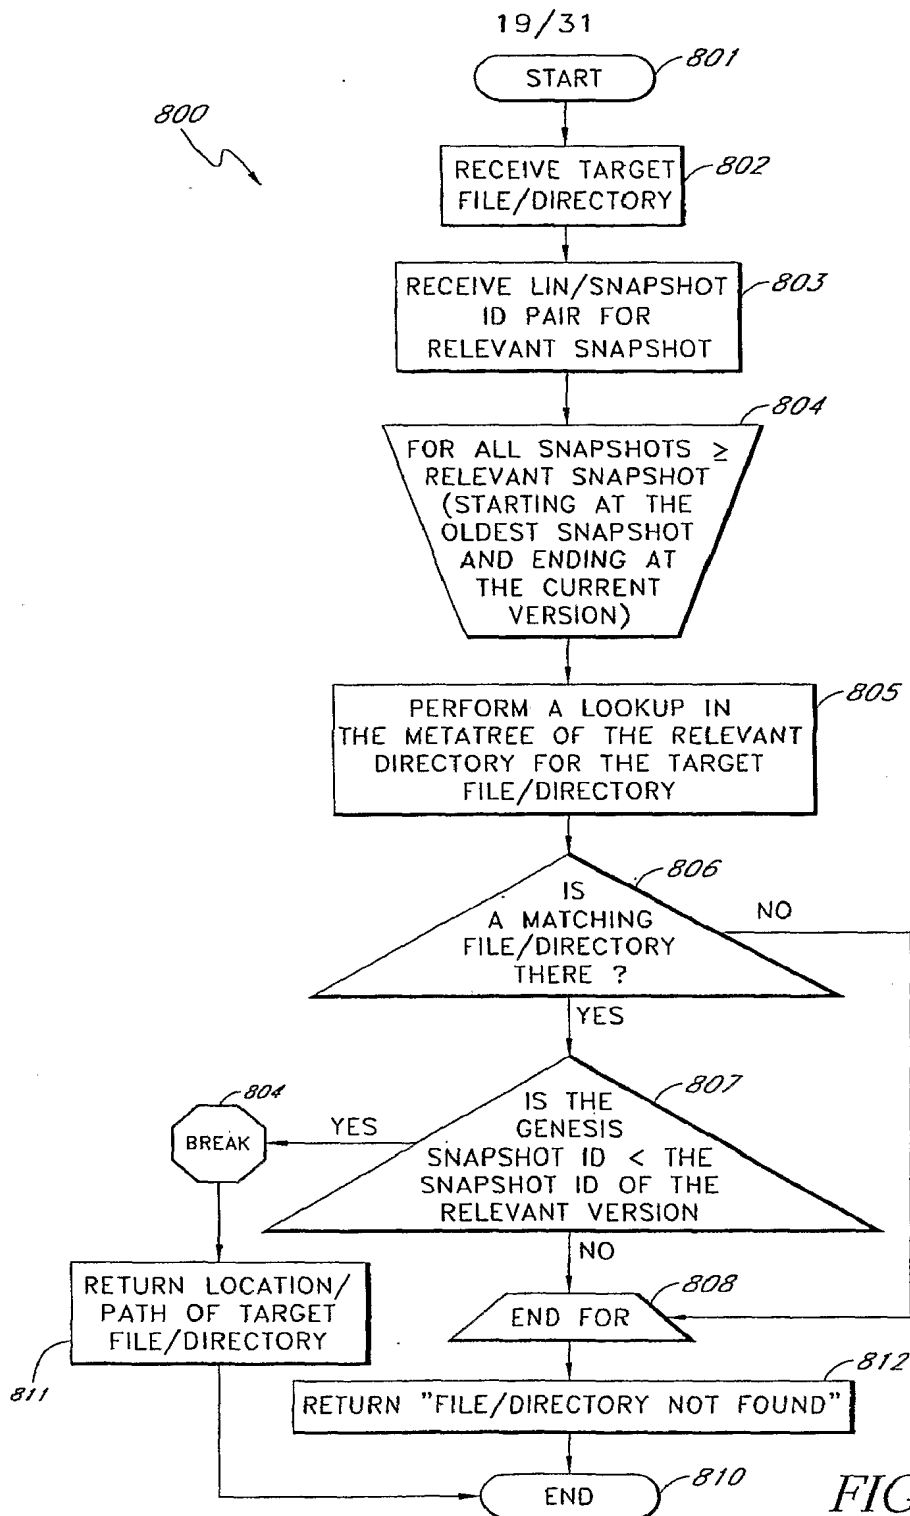 19/31
801
START
800
802
RECEIVE TARGET
FILE/DIRECTORY
803
RECEIVE LIN/SNAPSHOT
ID PAIR FOR
RELEVANT SNAPSHOT
804
FOR ALL SNAPSHOTS ≥
RELEVANT SNAPSHOT
(STARTING AT THE
OLDEST SNAPSHOT
AND ENDING AT
THE CURRENT
VERSION)
805
PERFORM A LOOKUP IN
THE METATREE OF THE RELEVANT
DIRECTORY FOR THE TARGET
FILE/DIRECTORY
806
IS
A MATCHING
FILE/DIRECTORY
THERE ?
NO
YES
807
IS THE
GENESIS
SNAPSHOT ID < THE
SNAPSHOT ID OF THE
RELEVANT VERSION
804
BREAK
YES
NO
RETURN LOCATION/
PATH OF TARGET
FILE/DIRECTORY
811
808
END FOR
812
RETURN "FILE/DIRECTORY NOT FOUND"
810
END
FIG